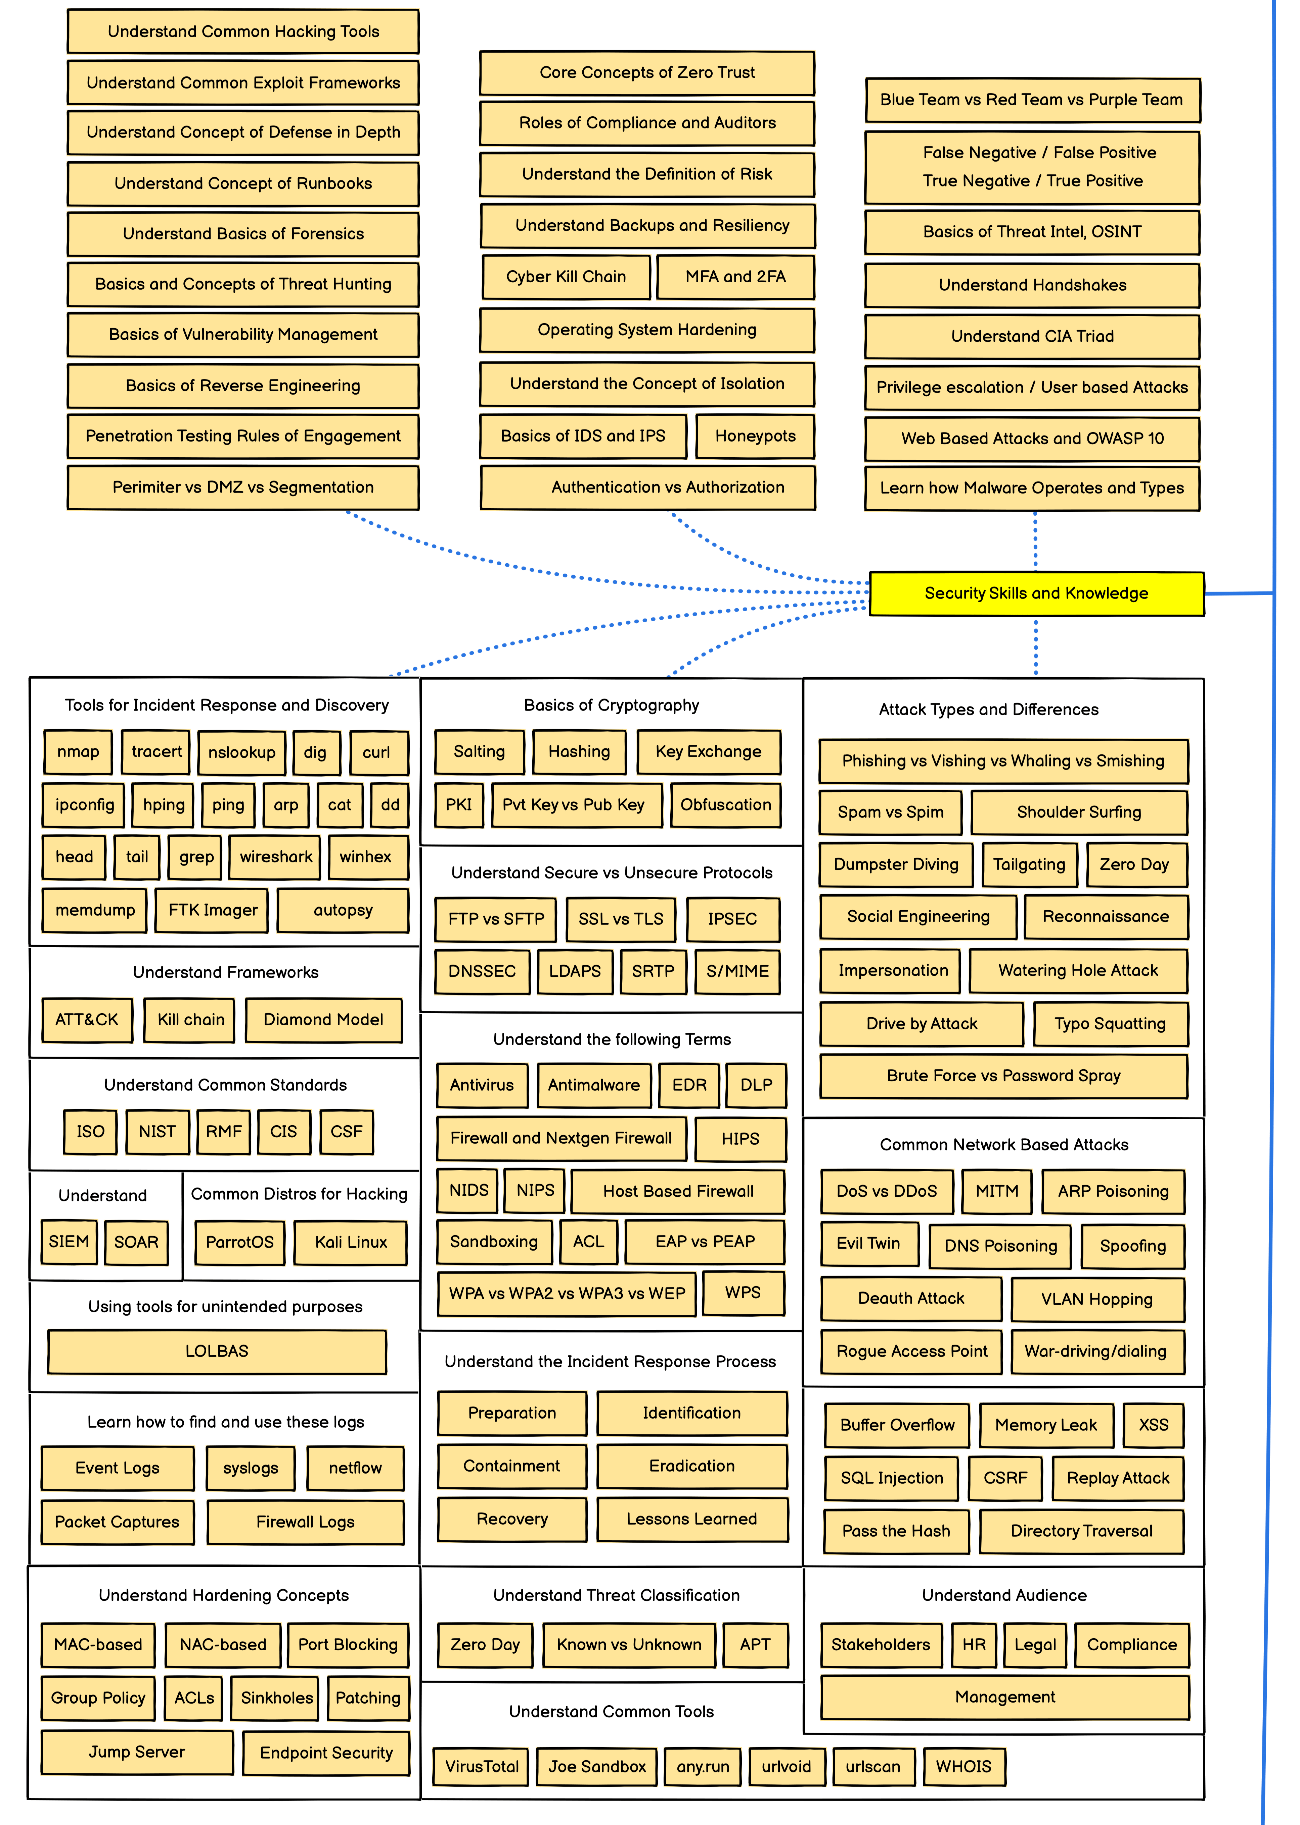 Understand Common Hacking Tools
Understand Common Exploit Frameworks
Understand Concept of Defense in Depth
Understand Concept of Runbooks
Understand Basics of Forensics
Basics and Concepts of Threat Hunting
Basics of Vulnerability Management
Basics of Reverse Engineering
Penetration Testing Rules of Engagement
Perimiter vs DMZ vs Segmentation
Core Concepts of Zero Trust
Roles of Compliance and Auditors
Understand the Definition of Risk
Understand Backups and Resiliency
Cyber Kill Chain
MFA and 2FA
Operating System Hardening
Understand the Concept of Isolation
Basics of IDS and IPS
Honeypots
Authentication vs Authorization
Blue Team vs Red Team vs Purple Team
False Negative / False Positive
True Negative / True Positive
Basics of Threat Intel, OSINT
Understand Handshakes
Understand CIA Triad
Privilege escalation / User based Attacks
Web Based Attacks and OWASP 10
Learn how Malware Operates and Types
Security Skills and Knowledge
Tools for Incident Response and Discovery
nmap
tracert
nslookup
dig
curl
ipconfig
hping
ping
arp
cat
dd
head
tail
grep
wireshark
winhex
memdump
FTK Imager
autopsy
Understand Frameworks
ATT&CK
Kill chain
Diamond Model
Understand Common Standards
ISO
NIST
RMF
CIS
CSF
Understand
SIEM
SOAR
Common Distros for Hacking
ParrotOS
Kali Linux
Using tools for unintended purposes
LOLBAS
Learn how to find and use these logs
Event Logs
syslogs
netflow
Packet Captures
Firewall Logs
Understand Hardening Concepts
MAC-based
NAC-based
Port Blocking
Group Policy
ACLs
Sinkholes
Patching
Jump Server
Endpoint Security
Basics of Cryptography
Salting
Hashing
Key Exchange
PKI
Pvt Key vs Pub Key
Obfuscation
Understand Secure vs Unsecure Protocols
FTP vs SFTP
SSL vs TLS
IPSEC
DNSSEC
LDAPS
SRTP
S/MIME
Understand the following Terms
Antivirus
Antimalware
EDR
DLP
Firewall and Nextgen Firewall
HIPS
NIDS
NIPS
Host Based Firewall
Sandboxing
ACL
EAP vs PEAP
WPA vs WPA2 vs WPA3 vs WEP
WPS
Understand the Incident Response Process
Preparation
Identification
Containment
Eradication
Recovery
Lessons Learned
Understand Threat Classification
Zero Day
Known vs Unknown
APT
Understand Common Tools
VirusTotal
Joe Sandbox
any.run
urlvoid
urlscan
WHOIS
Attack Types and Differences
Phishing vs Vishing vs Whaling vs Smishing
Spam vs Spim
Shoulder Surfing
Dumpster Diving
Tailgating
Zero Day
Social Engineering
Reconnaissance
Impersonation
Watering Hole Attack
Drive by Attack
Typo Squatting
Brute Force vs Password Spray
Common Network Based Attacks
DoS vs DDoS
MITM
ARP Poisoning
Evil Twin
DNS Poisoning
Spoofing
Deauth Attack
VLAN Hopping
Rogue Access Point
War-driving/dialing
Buffer Overflow
Memory Leak
XSS
SQL Injection
CSRF
Replay Attack
Pass the Hash
Directory Traversal
Understand Audience
Stakeholders
HR
Legal
Compliance
Management